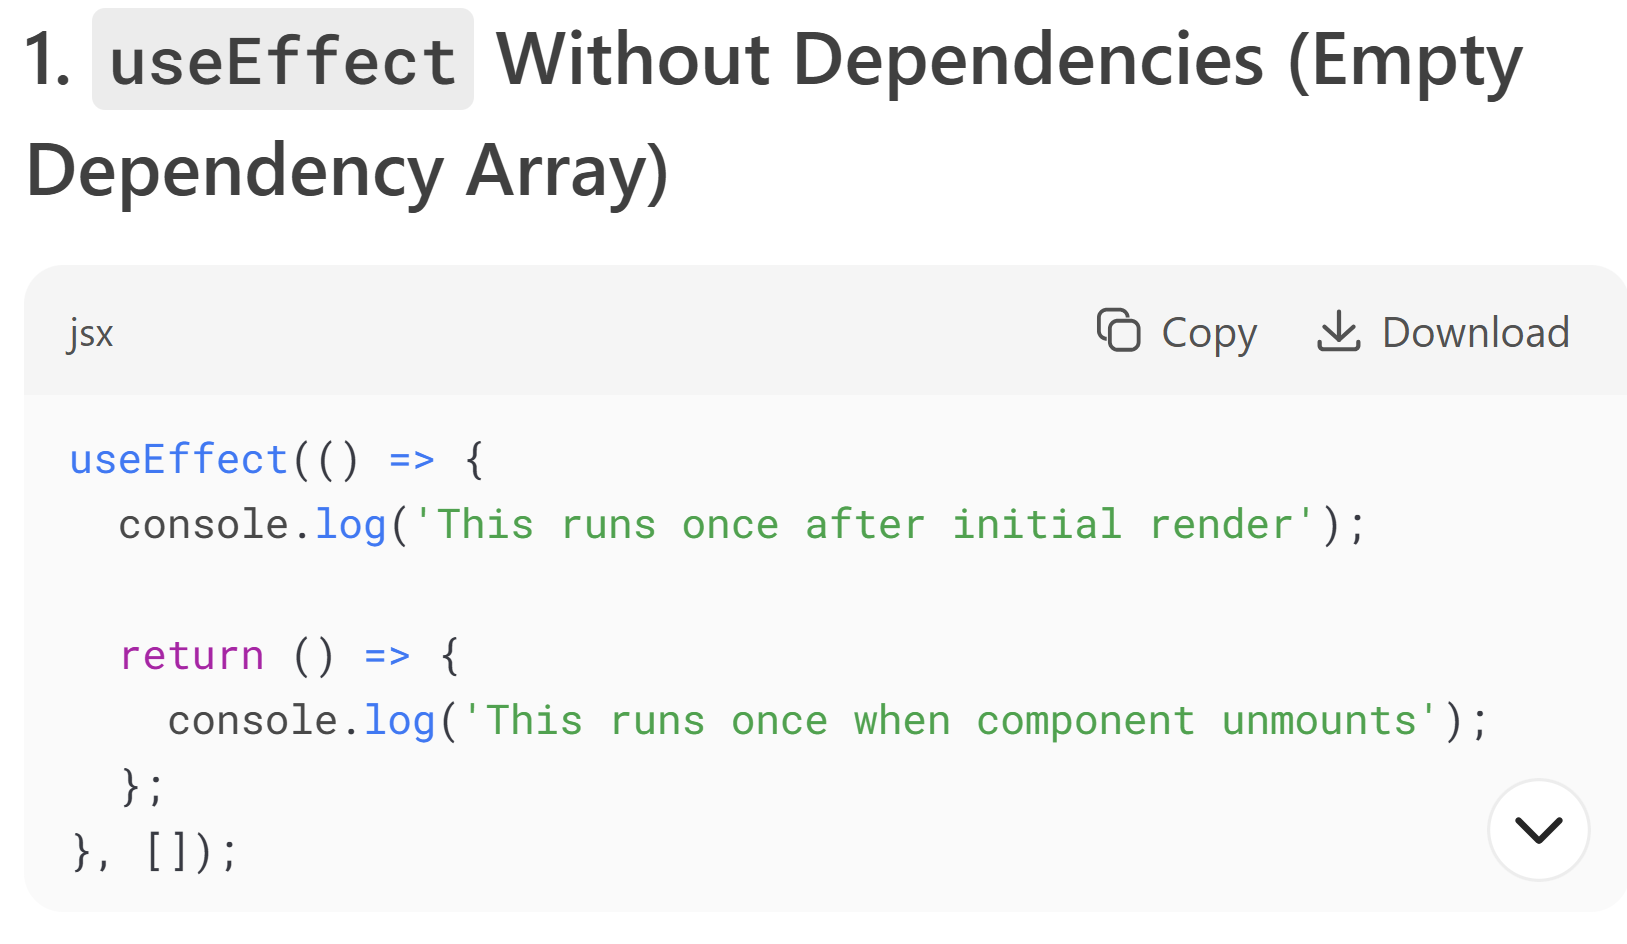 1. useEffect Without Dependencies (Empty
Dependency Array)
jsx Copy Download
useEffect(() => {
  console.log('This runs once after initial render');
  return () => {
    console.log('This runs once when component unmounts');
  };
}, []);